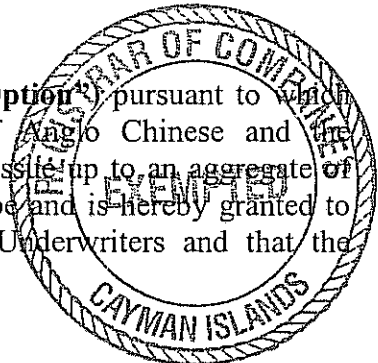 REGISTRAR OF COMPANIES
ption") pursuant to which
Anglo Chinese and the
issue up to an aggregate of
EXEMPTED
be and is hereby granted to
Underwriters and that the
CAYMAN ISLANDS